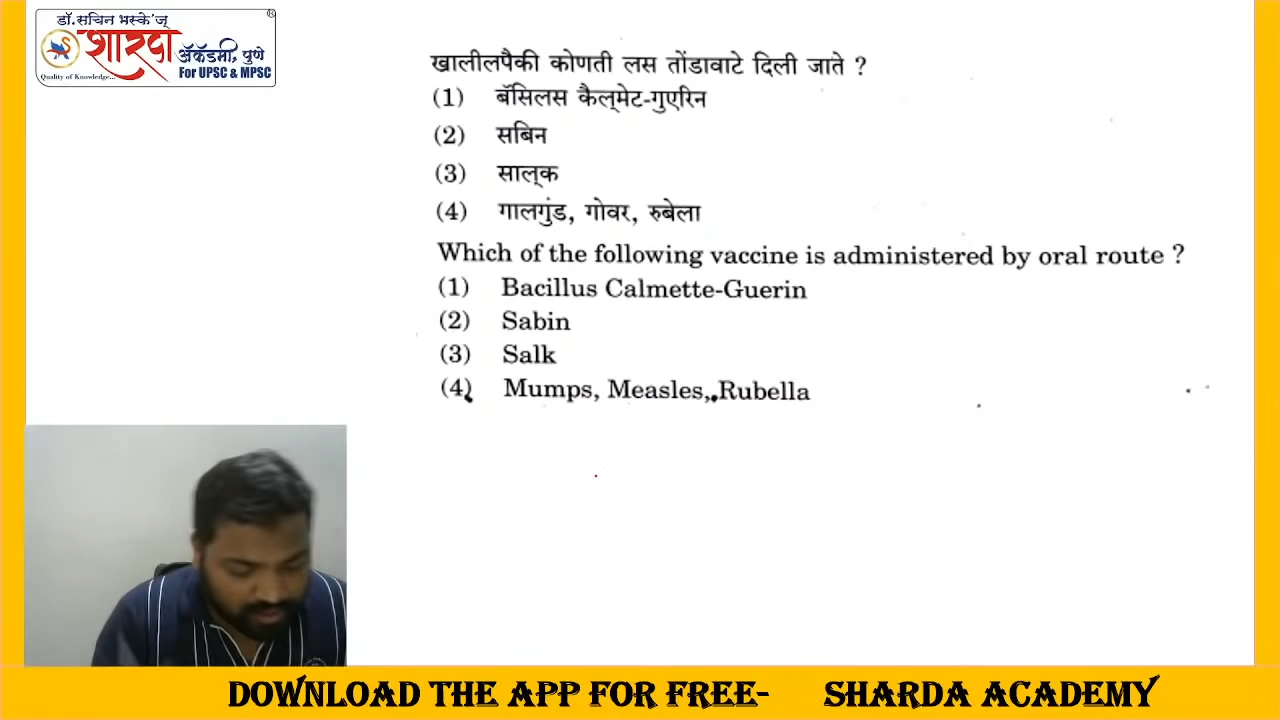 डॉ. सचिन भस्के'ज् ®
शारदा
ॲकॅडमी, पुणे
For UPSC & MPSC
Quality of Knowledge...
खालीलपैकी कोणती लस तोंडावाटे दिली जाते ?
(1) बॅसिलस कैल्‌मेट-गुएरिन
(2) सबिन
(3) साल्‌क
(4) गालगुंड, गोवर, रुबेला
Which of the following vaccine is administered by oral route ?
(1) Bacillus Calmette-Guerin
(2) Sabin
(3) Salk
(4) Mumps, Measles, Rubella
DOWNLOAD THE APP FOR FREE- SHARDA ACADEMY